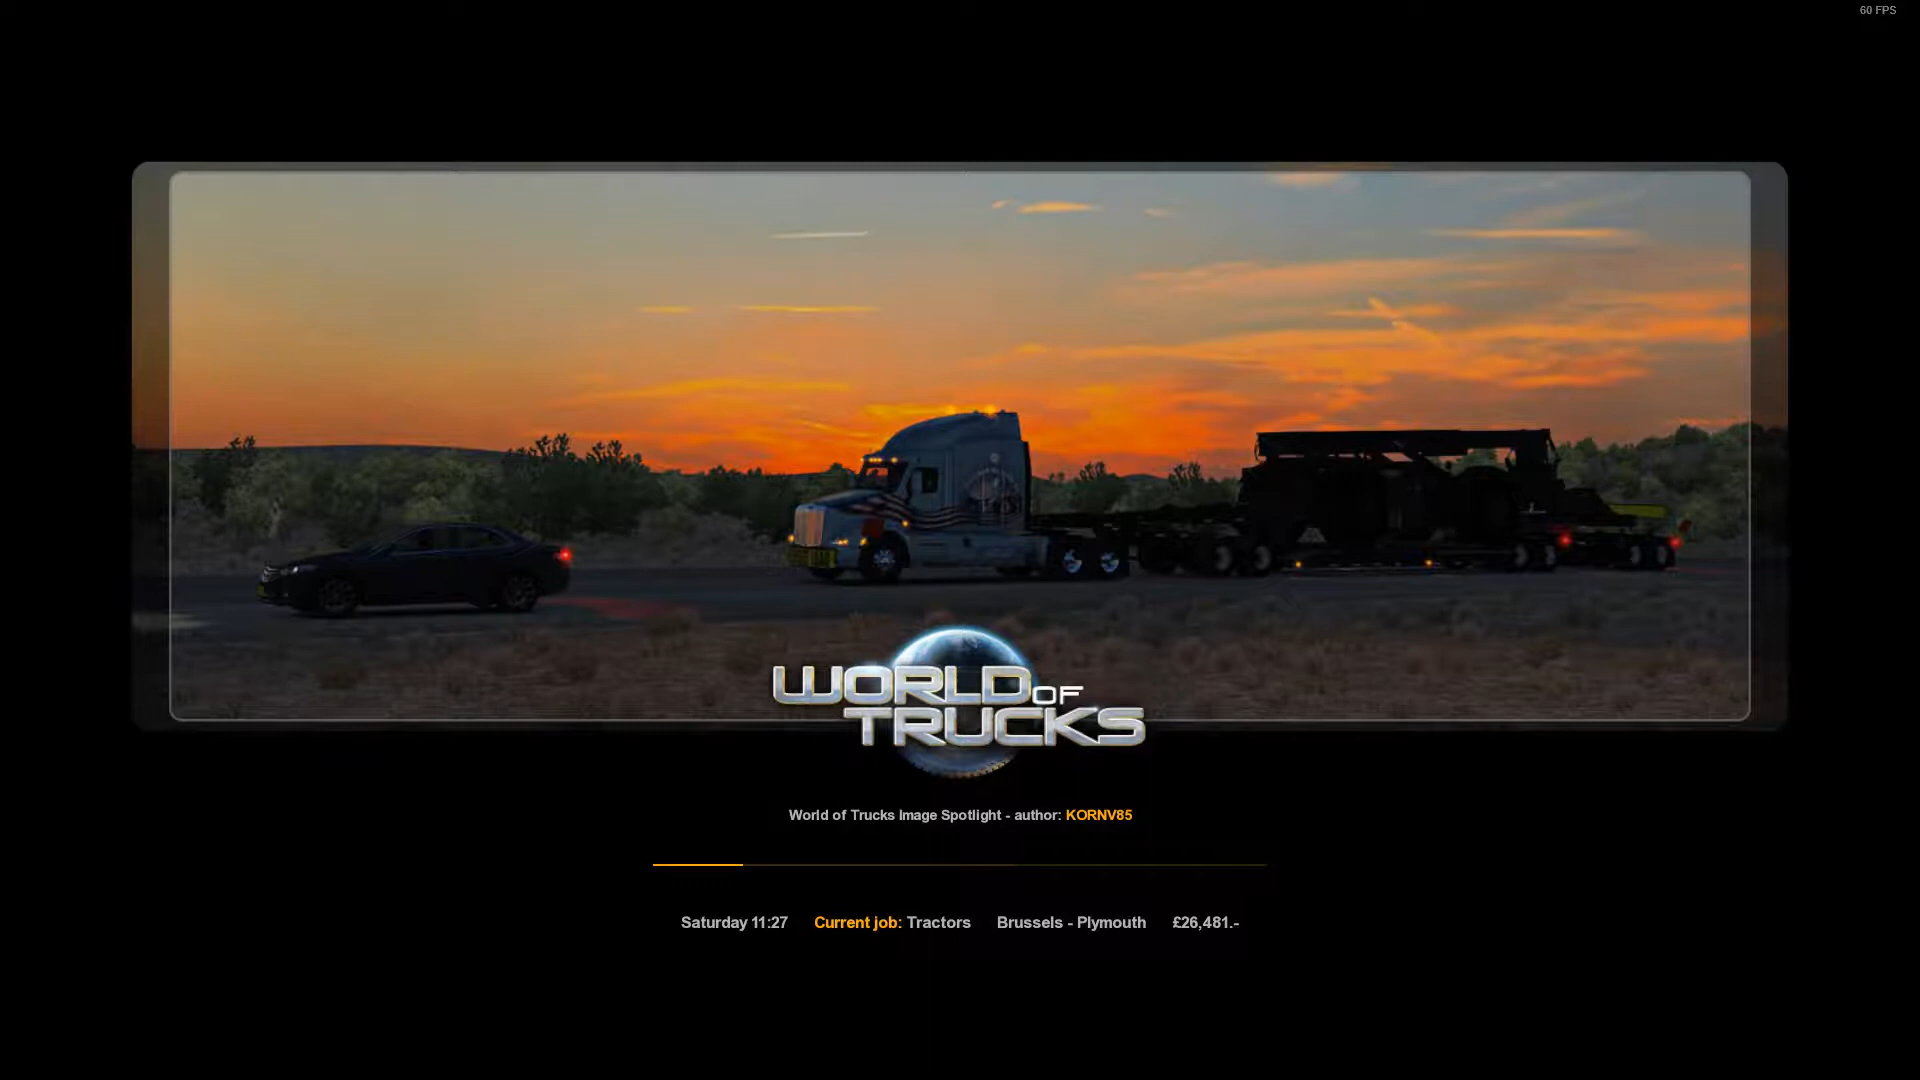 60 FPS
WORLD OF
TRUCKS
World of Trucks Image Spotlight - author: KORNV85
Saturday 11:27 Current job: Tractors Brussels - Plymouth £26,481.-